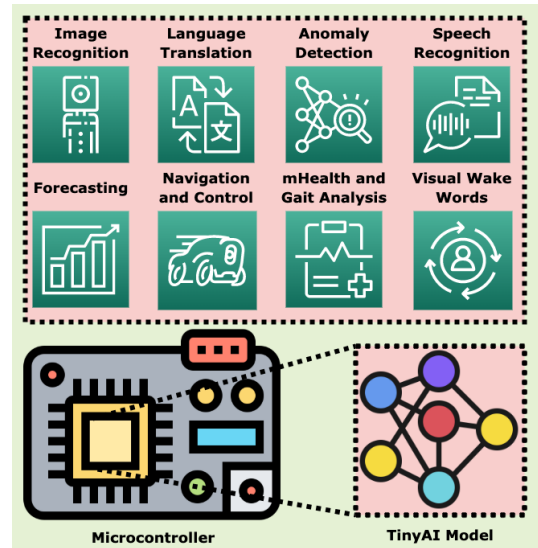 Image
Recognition
Language
Translation
Anomaly
Detection
Speech
Recognition
A
文
Forecasting
Navigation
and Control
mHealth and
Gait Analysis
Visual Wake
Words
Microcontroller
TinyAI Model